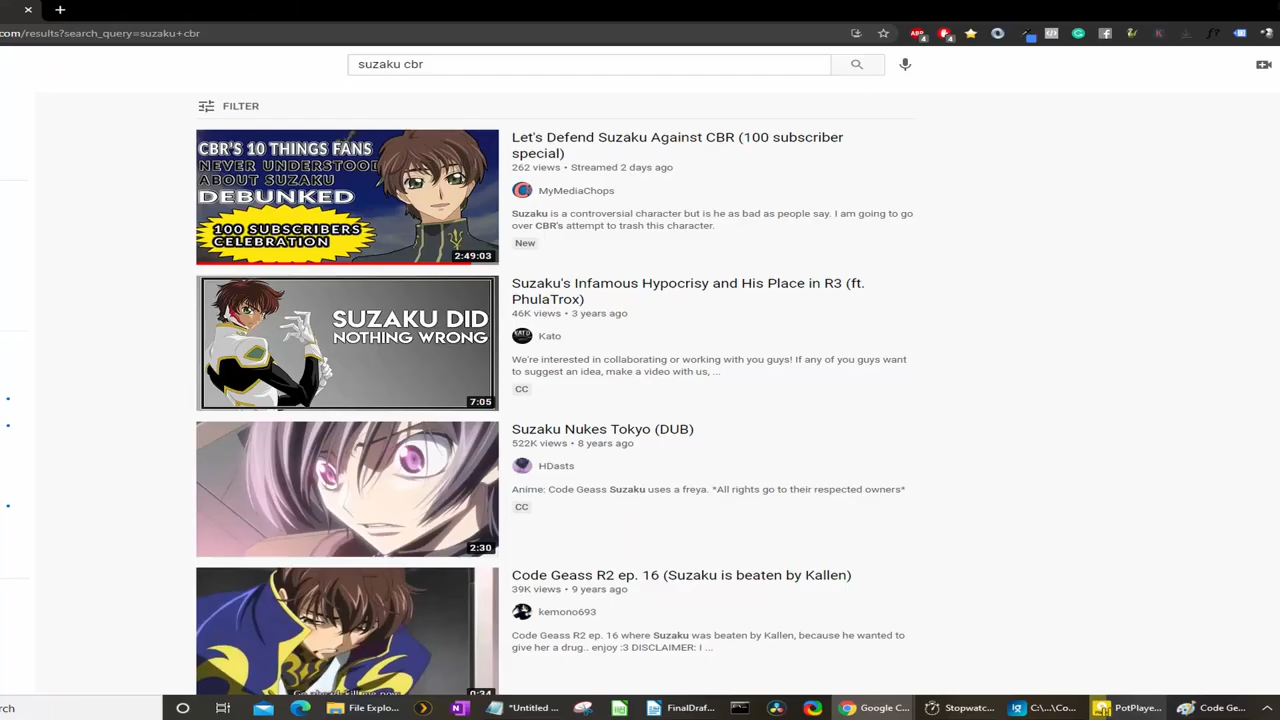 com/results?search_query=suzaku+cbr
suzaku cbr
FILTER
CBR'S 10 THINGS FANS
NEVER UNDERSTOOD
ABOUT SUZAKU
DEBUNKED
100 SUBSCRIBERS
CELEBRATION
2:49:03
Let's Defend Suzaku Against CBR (100 subscriber
special)
262 views • Streamed 2 days ago
MyMediaChops
Suzaku is a controversial character but is he as bad as people say. I am going to go
over CBR's attempt to trash this character.
New
SUZAKU DID
NOTHING WRONG
7:05
Suzaku's Infamous Hypocrisy and His Place in R3 (ft.
PhulaTrox)
46K views • 3 years ago
Kato
We're interested in collaborating or working with you guys! If any of you guys want
to suggest an idea, make a video with us, ...
CC
2:30
Suzaku Nukes Tokyo (DUB)
522K views • 8 years ago
HDasts
Anime: Code Geass Suzaku uses a freya. *All rights go to their respected owners*
CC
0:34
Code Geass R2 ep. 16 (Suzaku is beaten by Kallen)
39K views • 9 years ago
kemono693
Code Geass R2 ep. 16 where Suzaku was beaten by Kallen, because he wanted to
give her a drug.. enjoy :3 DISCLAIMER: I ...
rch
File Explo...
*Untitled ...
FinalDraf...
Google C...
Stopwatc...
C:\...\Co...
PotPlaye...
Code Ge...